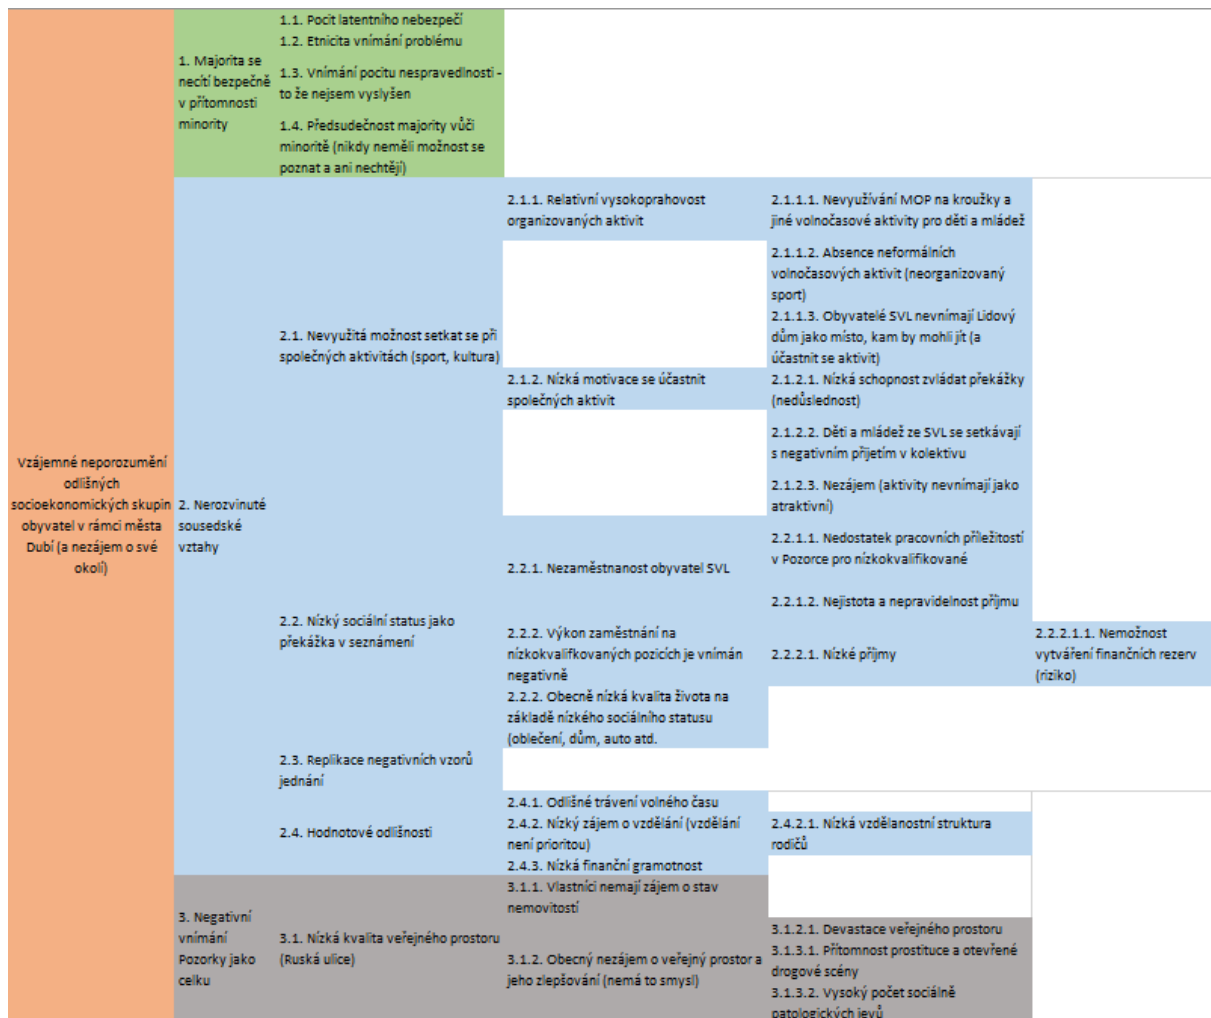 Vzájemné neporozumění
odlišných
socioekonomických skupin
obyvatel v rámci města
Dubí (a nezájem o své
okolí)
1. Majorita se
necítí bezpečně
v přítomnosti
minority
1.1. Pocit latentního nebezpečí
1.2. Etnicita vnímání problému
1.3. Vnímání pocitu nespravedlnosti -
to že nejsem vyslyšen
1.4. Předsudečnost majority vůči
minoritě (nikdy neměli možnost se
poznat a ani nechtějí)
2. Nerozvinuté
sousedské
vztahy
2.1. Nevyužitá možnost setkat se při
společných aktivitách (sport, kultura)
2.1.1. Relativní vysokoprahovost
organizovaných aktivit
2.1.1.1. Nevyužívání MOP na kroužky a
jiné volnočasové aktivity pro děti a mládež
2.1.1.2. Absence neformálních
volnočasových aktivit (neorganizovaný
sport)
2.1.1.3. Obyvatelé SVL nevnímají Lidový
dům jako místo, kam by mohli jít (a
účastnit se aktivit)
2.1.2. Nízká motivace se účastnit
společných aktivit
2.1.2.1. Nízká schopnost zvládat překážky
(nedůslednost)
2.1.2.2. Děti a mládež ze SVL se setkávají
s negativním přijetím v kolektivu
2.1.2.3. Nezájem (aktivity nevnímají jako
atraktivní)
2.2. Nízký sociální status jako
překážka v seznámení
2.2.1. Nezaměstnanost obyvatel SVL
2.2.1.1. Nedostatek pracovních příležitostí
v Pozorce pro nízkokvalifikované
2.2.1.2. Nejistota a nepravidelnost příjmu
2.2.2. Výkon zaměstnání na
nízkokvalifkovaných pozicích je vnímán
negativně
2.2.2.1. Nízké příjmy
2.2.2.1.1. Nemožnost
vytváření finančních rezerv
(riziko)
2.2.2. Obecně nízká kvalita života na
základě nízkého sociálního statusu
(oblečení, dům, auto atd.
2.3. Replikace negativních vzorů
jednání
2.4. Hodnotové odlišnosti
2.4.1. Odlišné trávení volného času
2.4.2. Nízký zájem o vzdělání (vzdělání
není prioritou)
2.4.2.1. Nízká vzdělanostní struktura
rodičů
2.4.3. Nízká finanční gramotnost
3. Negativní
vnímání
Pozorky jako
celku
3.1. Nízká kvalita veřejného prostoru
(Ruská ulice)
3.1.1. Vlastníci nemají zájem o stav
nemovitostí
3.1.2. Obecný nezájem o veřejný prostor a
jeho zlepšování (nemá to smysl)
3.1.2.1. Devastace veřejného prostoru
3.1.3.1. Přítomnost prostituce a otevřené
drogové scény
3.1.3.2. Vysoký počet sociálně
patologických jevů